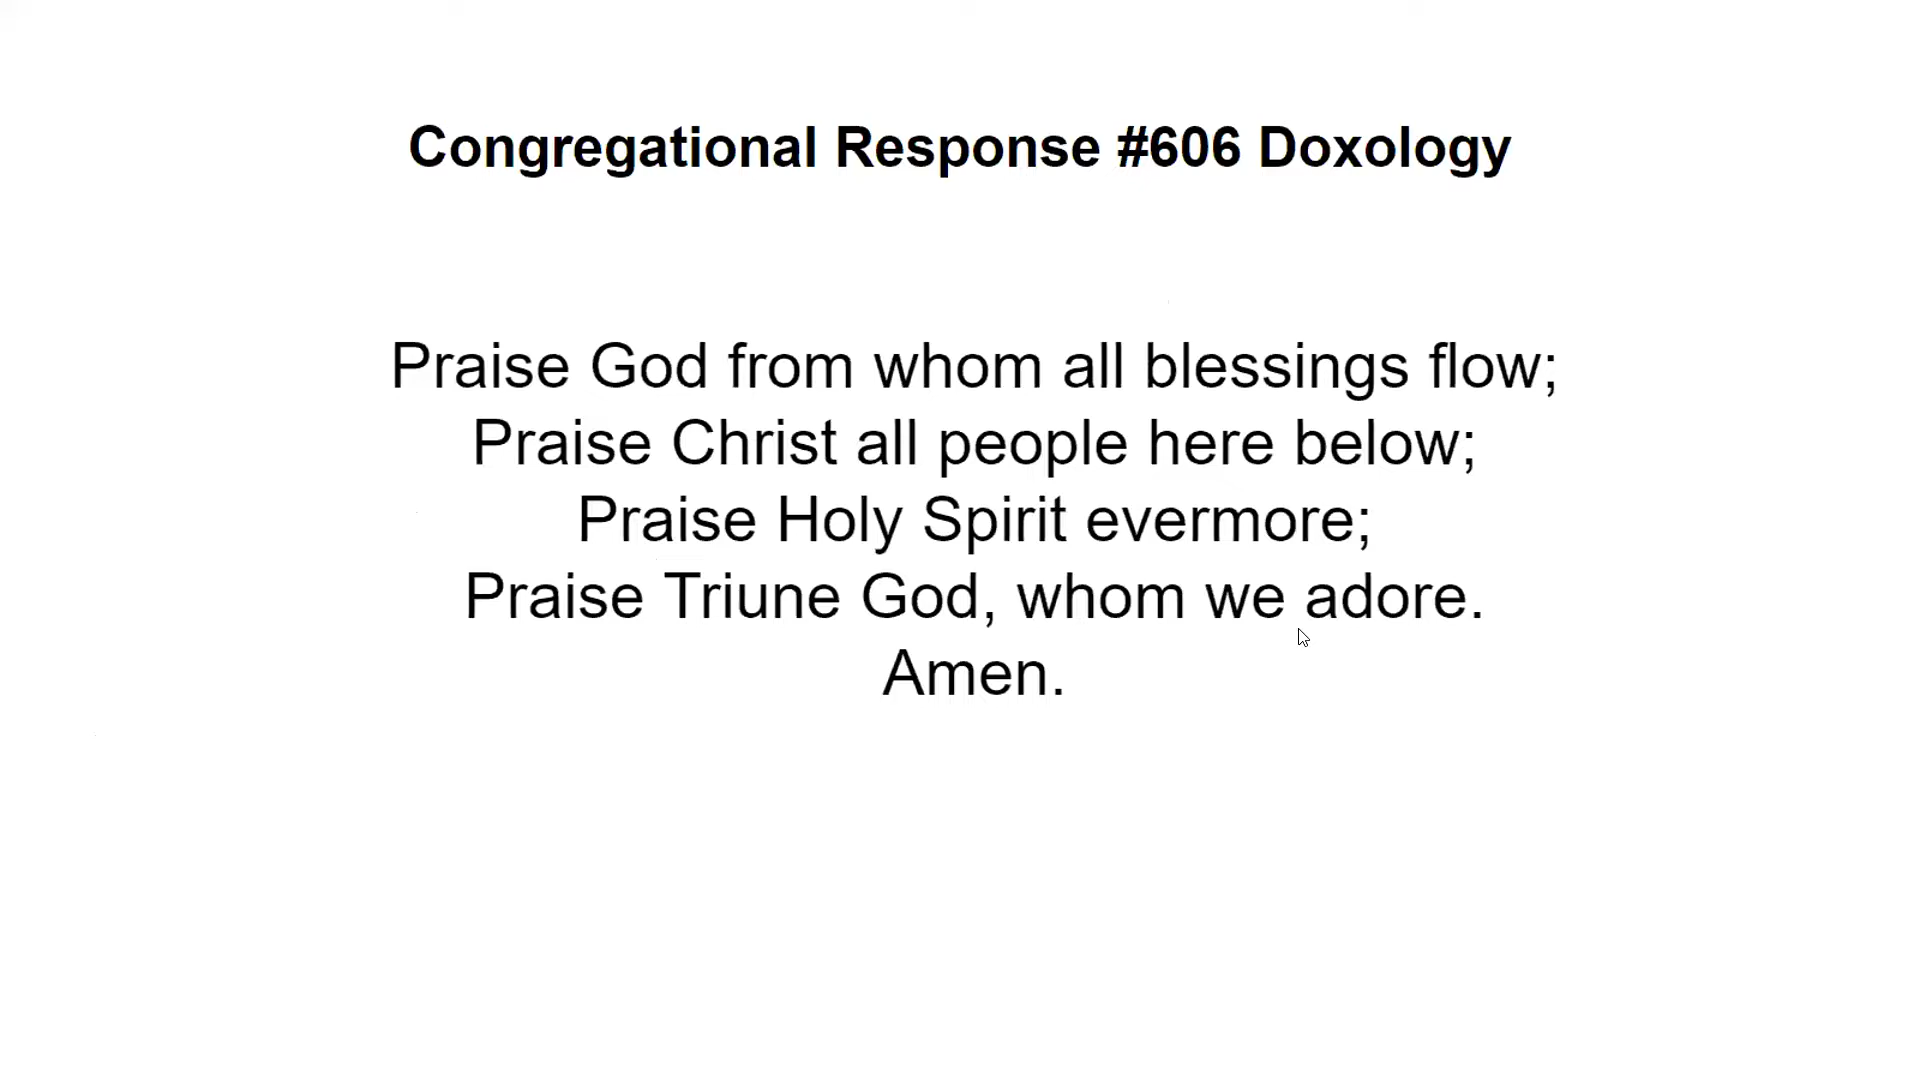 Congregational Response #606 Doxology
Praise God from whom all blessings flow;
Praise Christ all people here below;
Praise Holy Spirit evermore;
Praise Triune God, whom we adore.
Amen.